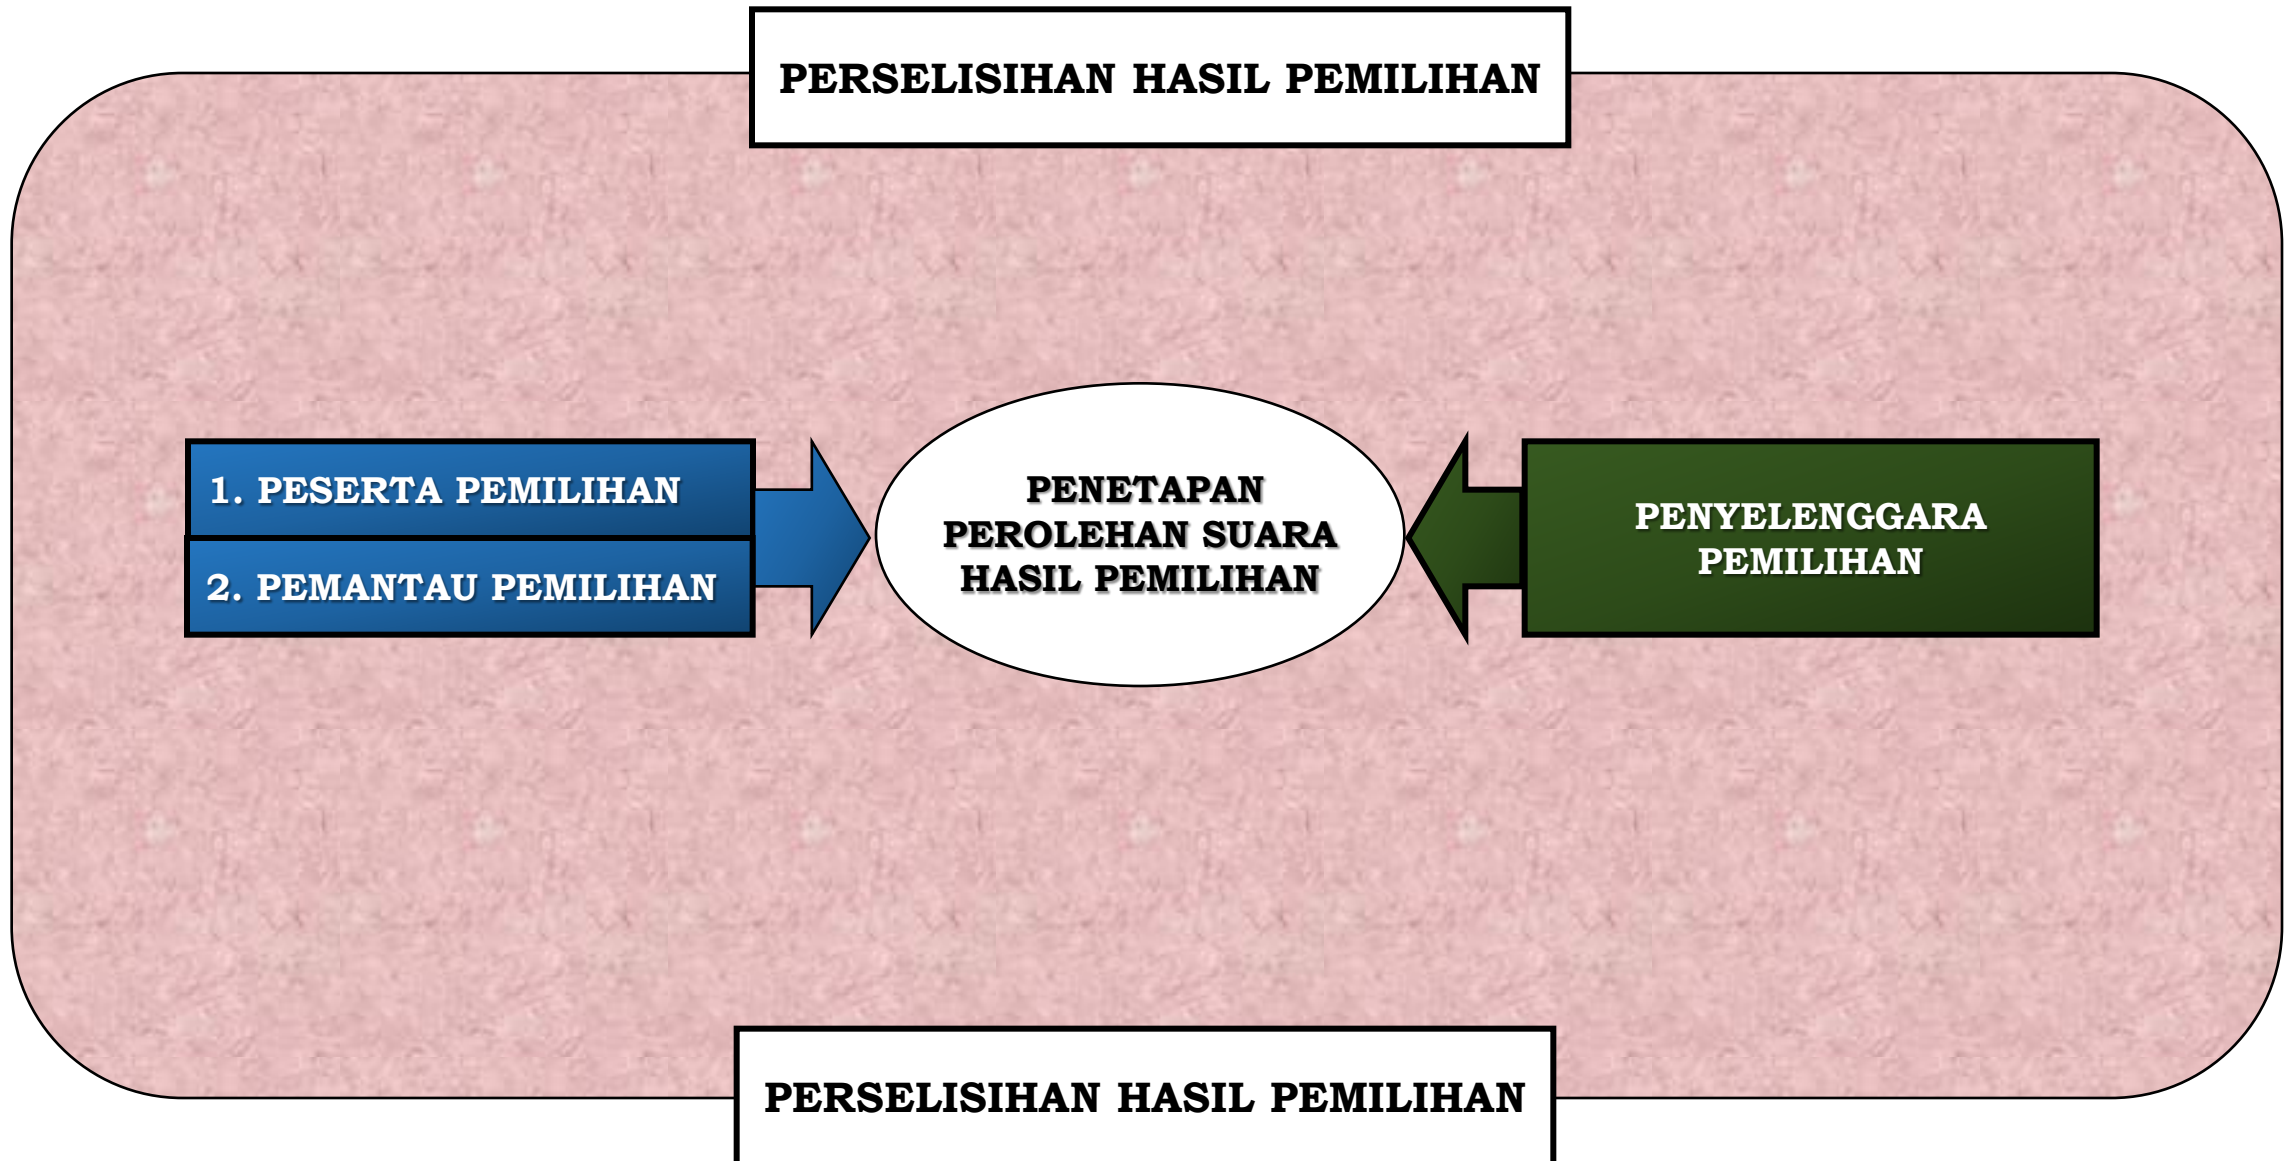 PERSELISIHAN HASIL PEMILIHAN
1. PESERTA PEMILIHAN
2. PEMANTAU PEMILIHAN
PENETAPAN
PEROLEHAN SUARA
HASIL PEMILIHAN
PENYELENGGARA
PEMILIHAN
PERSELISIHAN HASIL PEMILIHAN